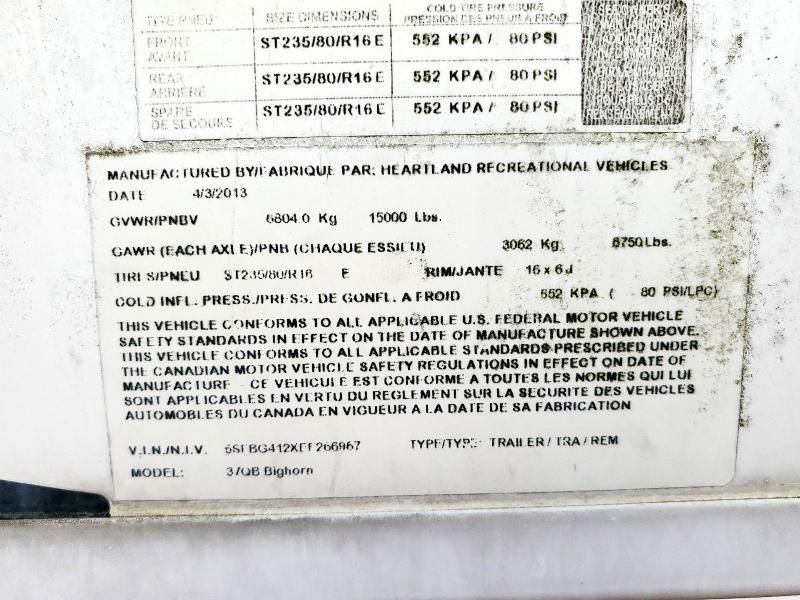 TIRE PNEU SIZE DIMENSIONS COLD TIRE PRESSURE
PRESSION DES PNEUM A FROID
FRONT ST235/80/R16 E 552 KPA / 80 PSI
AVANT
REAR ST235/80/R16 E 552 KPA / 80 PSI
ARRIÈRE
SPARE ST235/80/R16 E 552 KPA / 80 PSI
DE SECOURS
MANUFACTURED BY/FABRIQUE PAR: HEARTLAND RECREATIONAL VEHICLES
DATE 4/3/2013
GVWR/PNBV 6804.0 Kg 15000 Lbs.
GAWR (EACH AXLE)/PNB (CHAQUE ESSIEU) 3062 Kg. 6750 Lbs.
TIRES/PNEU ST235/80/R16 E RIM/JANTE 16 x 6J
COLD INFL. PRESS./PRESS. DE GONFL. A FROID 552 KPA ( 80 PSI/LPC)
THIS VEHICLE CONFORMS TO ALL APPLICABLE U.S. FEDERAL MOTOR VEHICLE
SAFETY STANDARDS IN EFFECT ON THE DATE OF MANUFACTURE SHOWN ABOVE.
THIS VEHICLE CONFORMS TO ALL APPLICABLE STANDARDS PRESCRIBED UNDER
THE CANADIAN MOTOR VEHICLE SAFETY REGULATIONS IN EFFECT ON DATE OF
MANUFACTURE - CE VEHICULE EST CONFORME A TOUTES LES NORMES QUI LUI
SONT APPLICABLES EN VERTU DU REGLEMENT SUR LA SECURITE DES VEHICLES
AUTOMOBILES DU CANADA EN VIGUEUR A LA DATE DE SA FABRICATION
V.I.N./N.I.V. TYPE/TYPE: TRAILER / TRA / REM
MODEL: 37QB Bighorn